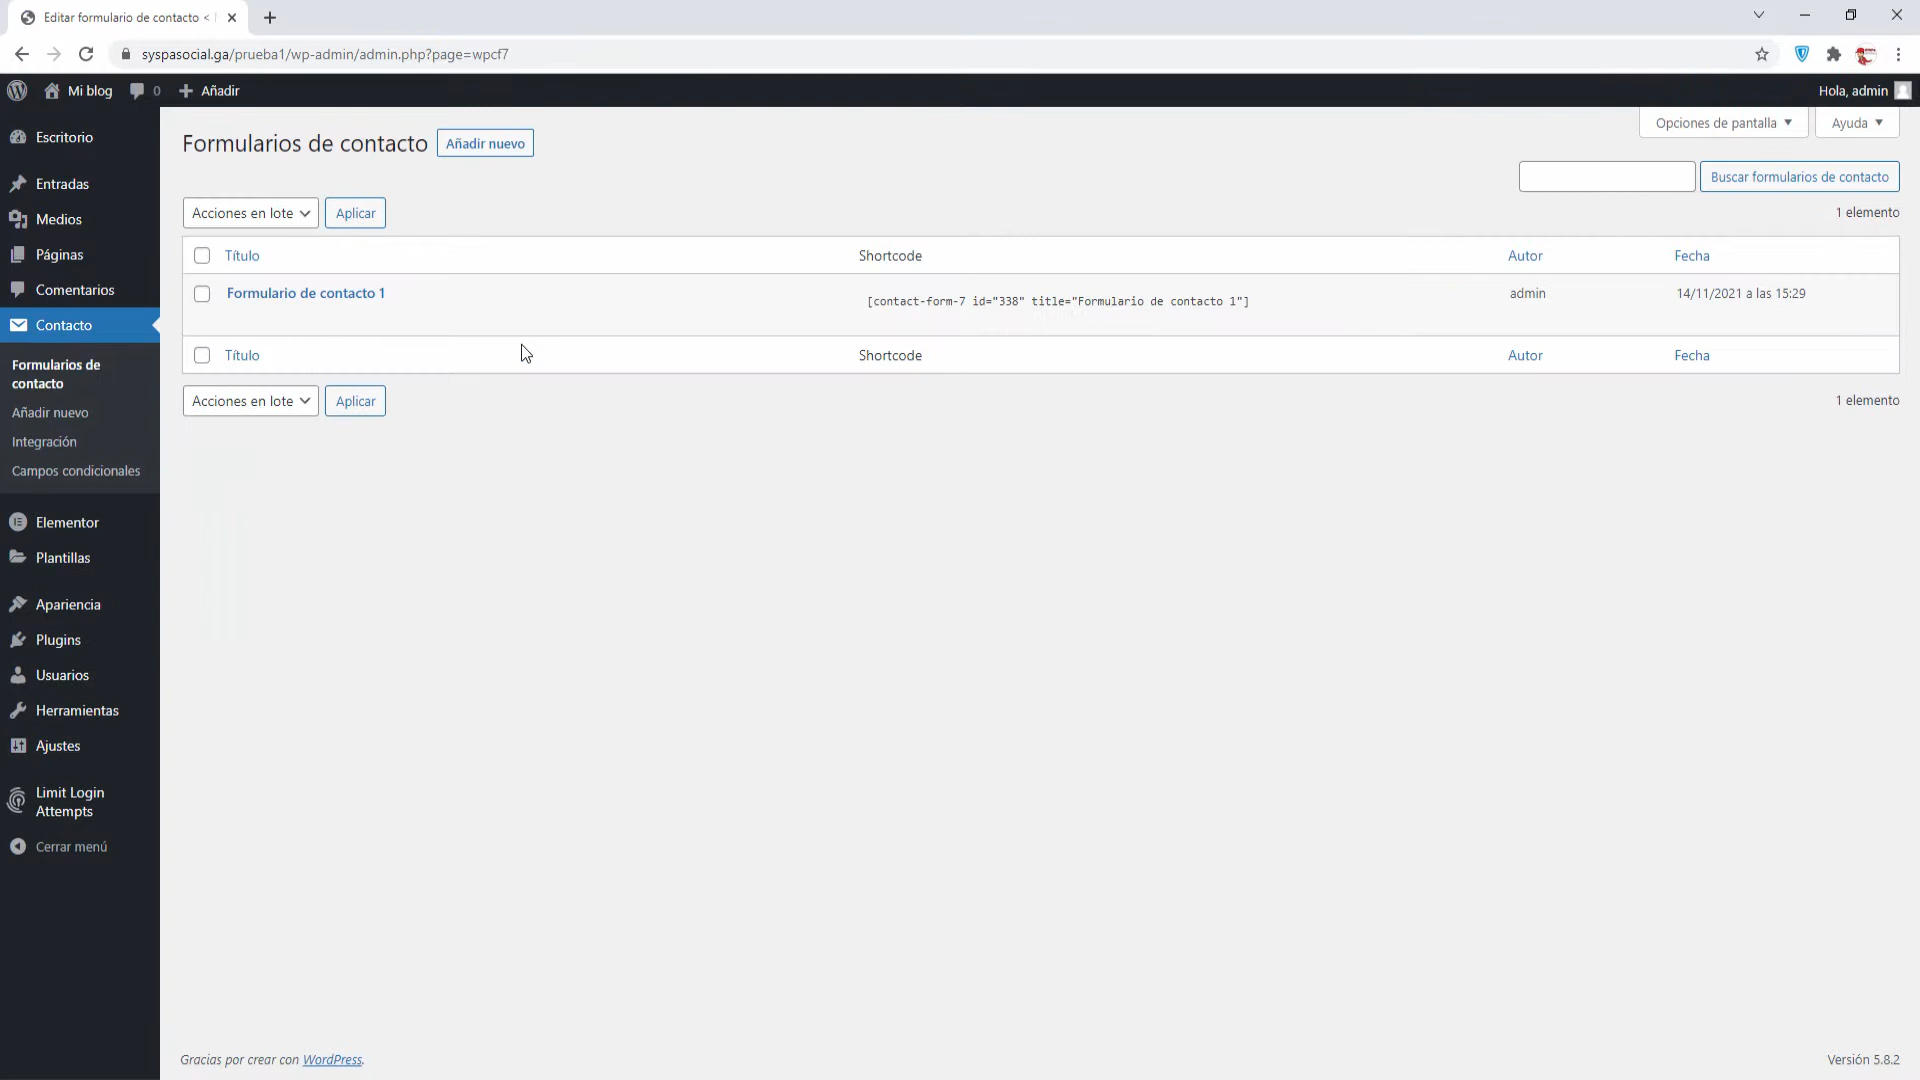 Editar formulario de contacto <
syspasocial.ga/prueba1/wp-admin/admin.php?page=wpcf7
Mi blog
0
Añadir
Hola, admin
Escritorio
Entradas
Medios
Páginas
Comentarios
Contacto
Formularios de
contacto
Añadir nuevo
Integración
Campos condicionales
Elementor
Plantillas
Apariencia
Plugins
Usuarios
Herramientas
Ajustes
Limit Login
Attempts
Cerrar menú
Opciones de pantalla
Ayuda
Formularios de contacto
Añadir nuevo
Buscar formularios de contacto
Acciones en lote
Aplicar
1 elemento
Título Shortcode Autor Fecha
Formulario de contacto 1 [contact-form-7 id="338" title="Formulario de contacto 1"] admin 14/11/2021 a las 15:29
Título Shortcode Autor Fecha
Acciones en lote
Aplicar
1 elemento
Gracias por crear con WordPress.
Versión 5.8.2